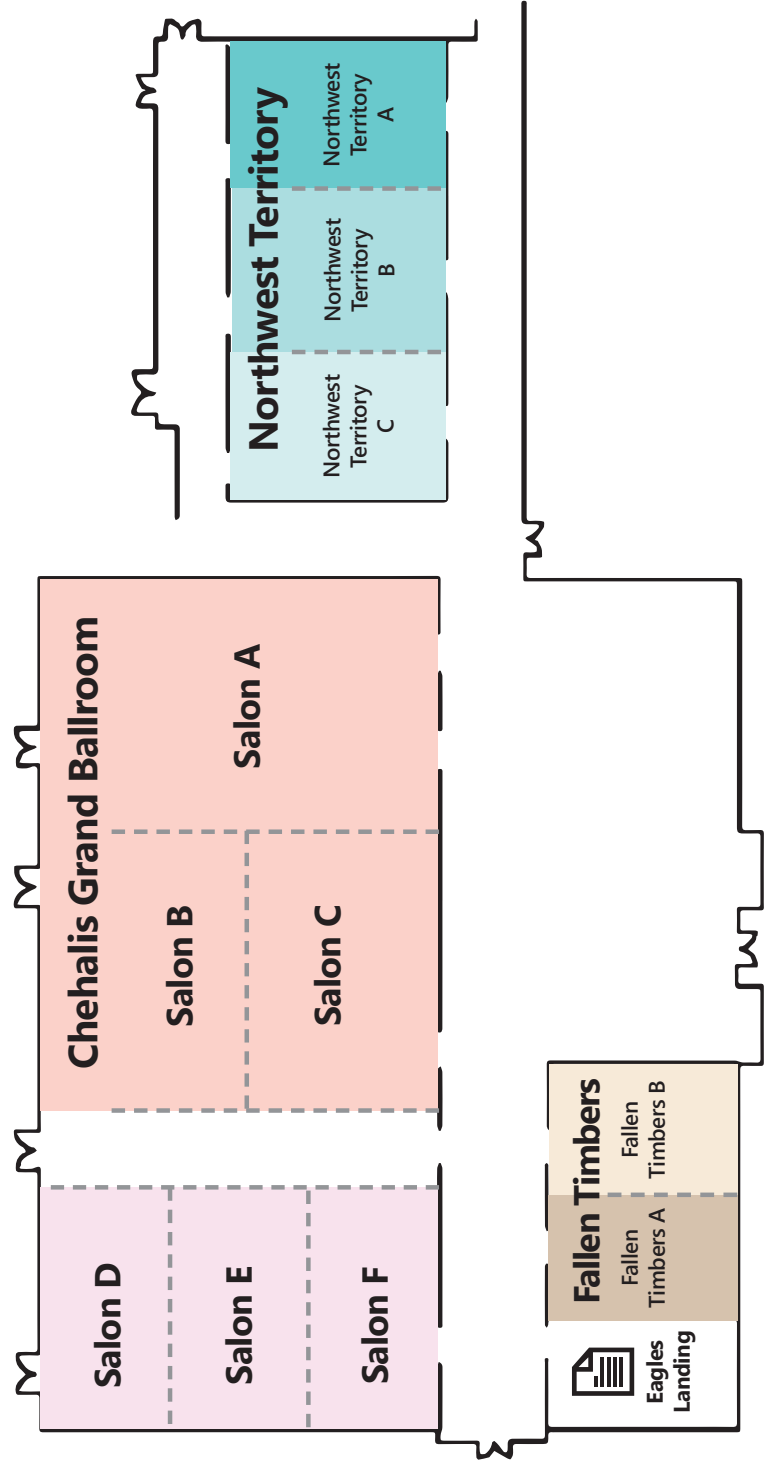 Northwest Territory
Northwest
Territory
A
Northwest
Territory
B
Northwest
Territory
C
Chehalis Grand Ballroom
Salon A
Salon B
Salon C
Salon D
Salon E
Salon F
Fallen Timbers
Fallen
Timbers A
Fallen
Timbers B
Eagles
Landing